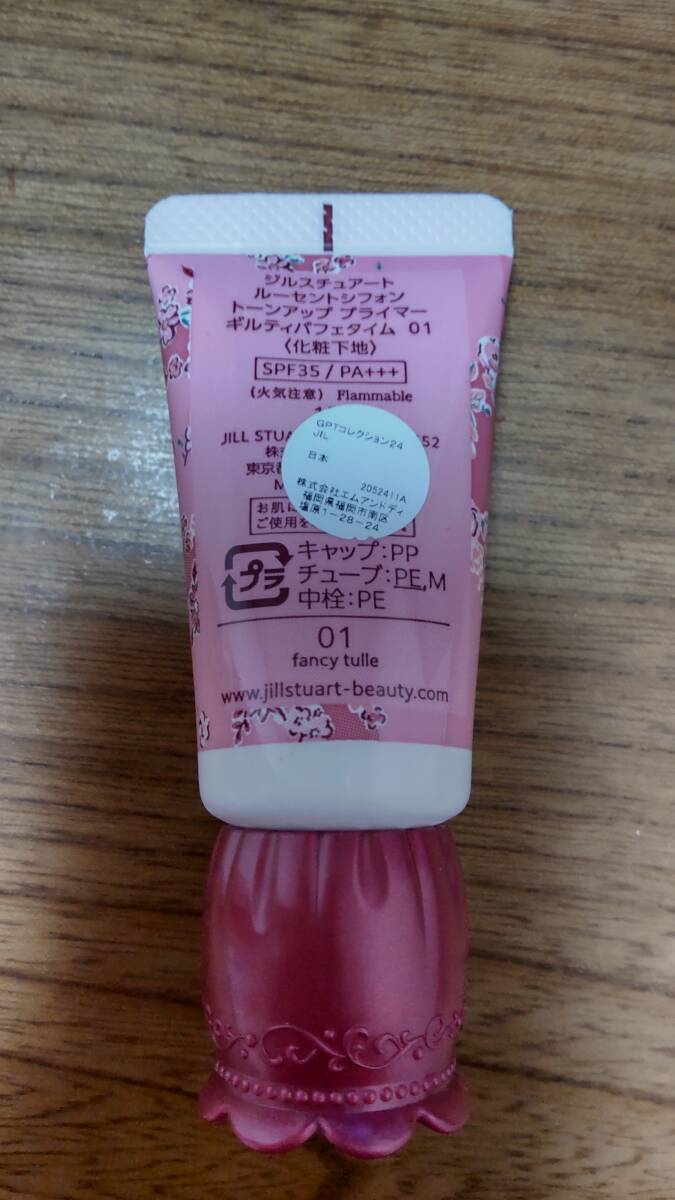 ジルスチュアート
ルーセントシフォン
トーンアップ プライマー
ギルティパフェタイム 01
〈化粧下地〉
SPF35 / PA+++
(火気注意) Flammable
JILL STUA 52
株式
東京都
M
お肌に
ご使用を
GPTコレクション24
JIL
日本
2052411A
株式会社エムアンドディ
福岡県福岡市南区
塩原1-28-24
プラ
キャップ:PP
チューブ:PE,M
中栓:PE
01
fancy tulle
www.jillstuart-beauty.com